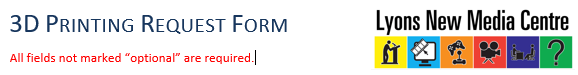 3D PRINTING REQUEST FORM
Lyons New Media Centre
All fields not marked “optional” are required.
?